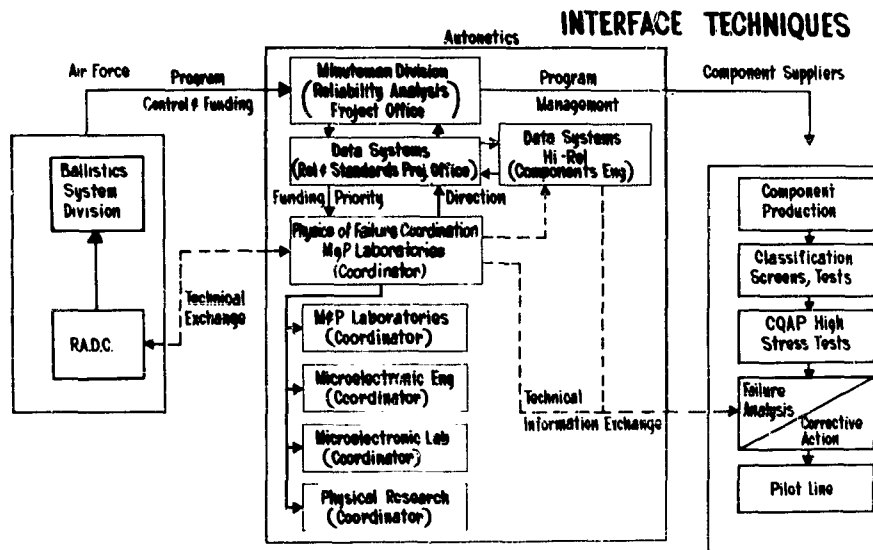 INTERFACE TECHNIQUES
Autonetics
Air Force
Program
Control & Funding
Minuteman Division
(Reliability Analysis
Project Office)
Program
Management
Component Suppliers
Ballistics
System
Division
R.A.D.C.
Technical
Exchange
Data Systems
(Rel & Standards Proj. Office)
Data Systems
Hi-Rel
(Components Eng)
Funding Priority
Direction
Physics of Failure Coordination
M&P Laboratories
(Coordinator)
M&P Laboratories
(Coordinator)
Microelectronic Eng
(Coordinator)
Microelectronic Lab
(Coordinator)
Physical Research
(Coordinator)
Technical
Information Exchange
Component
Production
Classification
Screens, Tests
CQAP High
Stress Tests
Failure
Analysis
Corrective
Action
Pilot Line